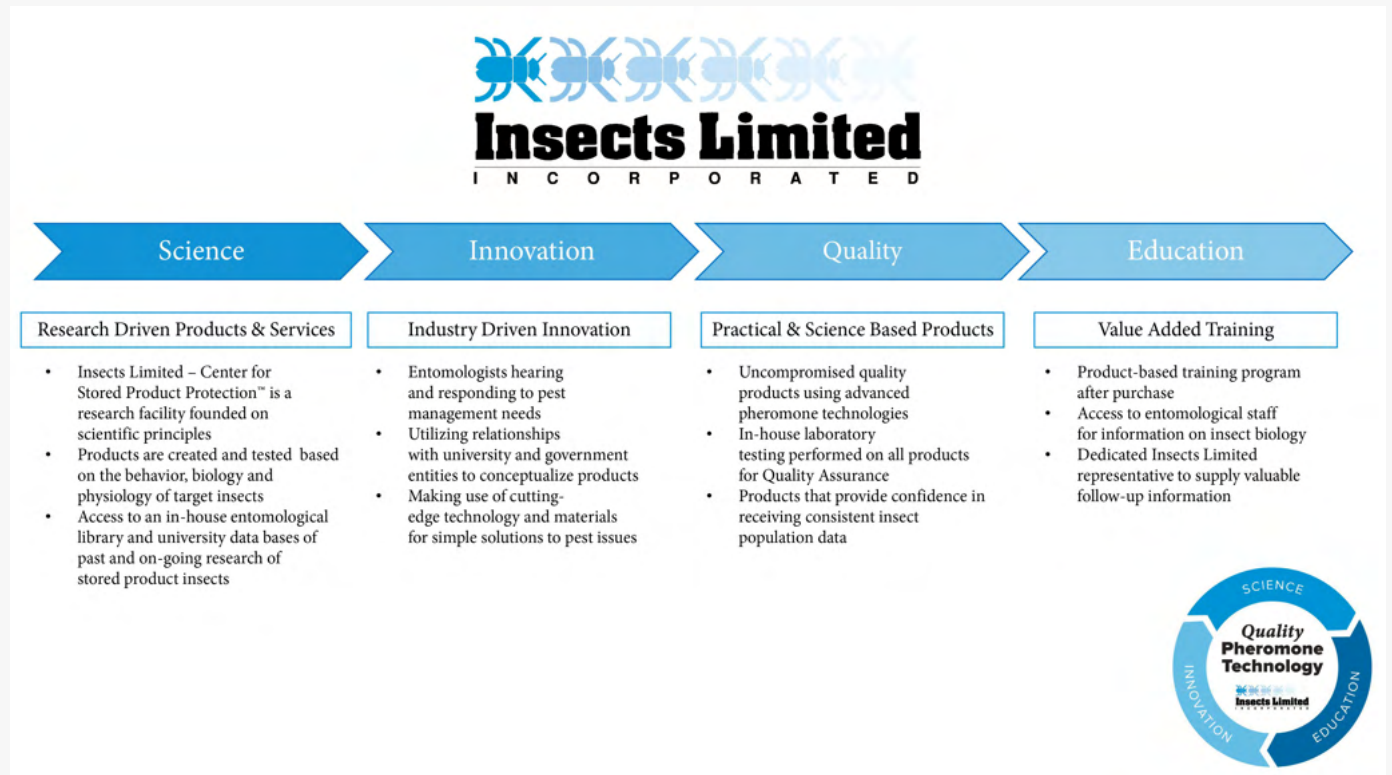 Insects Limited
INCORPORATED
Science
Innovation
Quality
Education
Research Driven Products & Services
• Insects Limited – Center for
Stored Product Protection™ is a
research facility founded on
scientific principles
• Products are created and tested based
on the behavior, biology and
physiology of target insects
• Access to an in-house entomological
library and university data bases of
past and on-going research of
stored product insects
Industry Driven Innovation
• Entomologists hearing
and responding to pest
management needs
• Utilizing relationships
with university and government
entities to conceptualize products
• Making use of cutting-
edge technology and materials
for simple solutions to pest issues
Practical & Science Based Products
• Uncompromised quality
products using advanced
pheromone technologies
• In-house laboratory
testing performed on all products
for Quality Assurance
• Products that provide confidence in
receiving consistent insect
population data
Value Added Training
• Product-based training program
after purchase
• Access to entomological staff
for information on insect biology
• Dedicated Insects Limited
representative to supply valuable
follow-up information
SCIENCE
Quality
Pheromone
Technology
Insects Limited
INCORPORATED
INNOVATION
EDUCATION